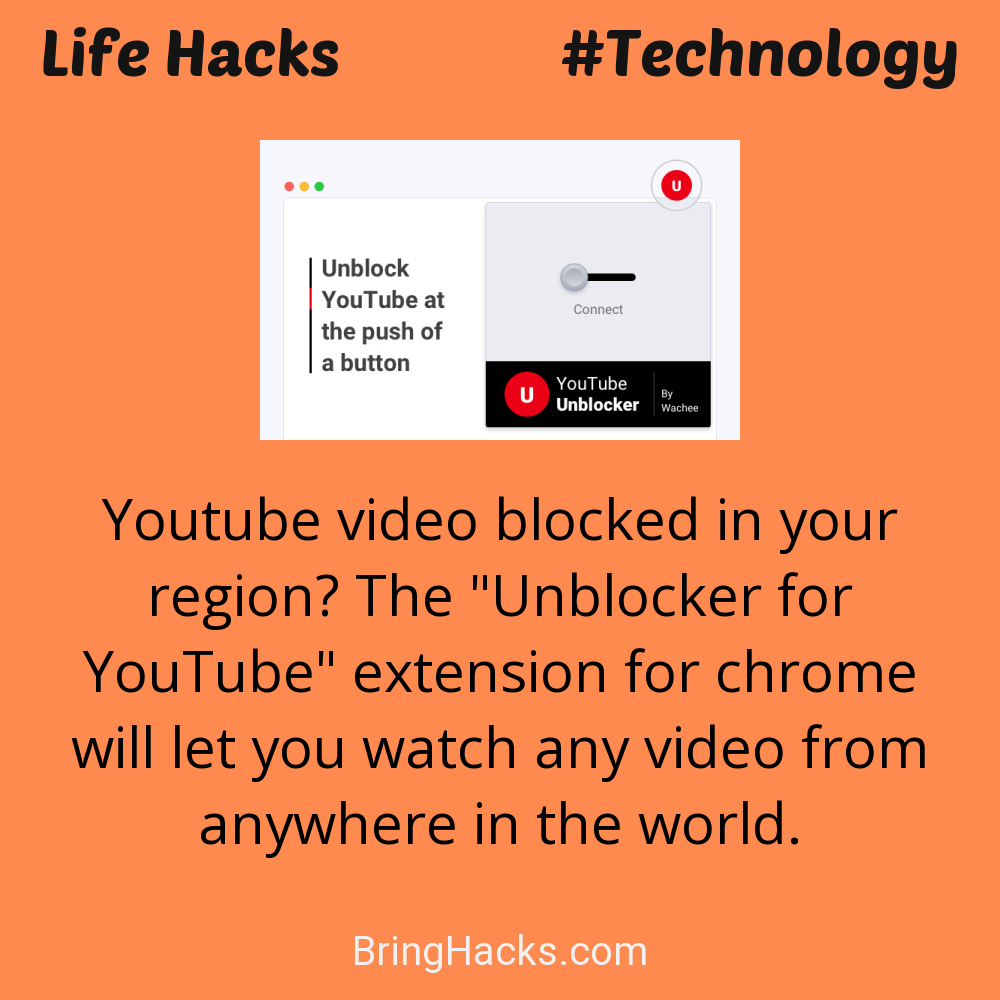 Life Hacks #Technology
U
Unblock
YouTube at
the push of
a button
Connect
U
YouTube
Unblocker
By
Wachee
Youtube video blocked in your
region? The "Unblocker for
YouTube" extension for chrome
will let you watch any video from
anywhere in the world.
BringHacks.com